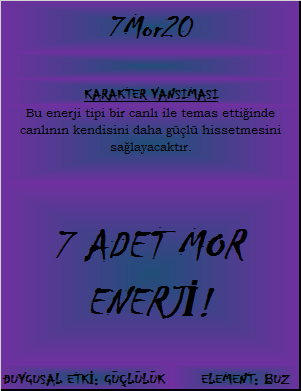 7Mor20
KARAKTER YANSIMASI
Bu enerji tipi bir canlı ile temas ettiğinde
canlının kendisini daha güçlü hissetmesini
sağlayacaktır.
7 ADET MOR
ENERJİ!
DUYGUSAL ETKİ: GÜÇLÜLÜK ELEMENT: BUZ